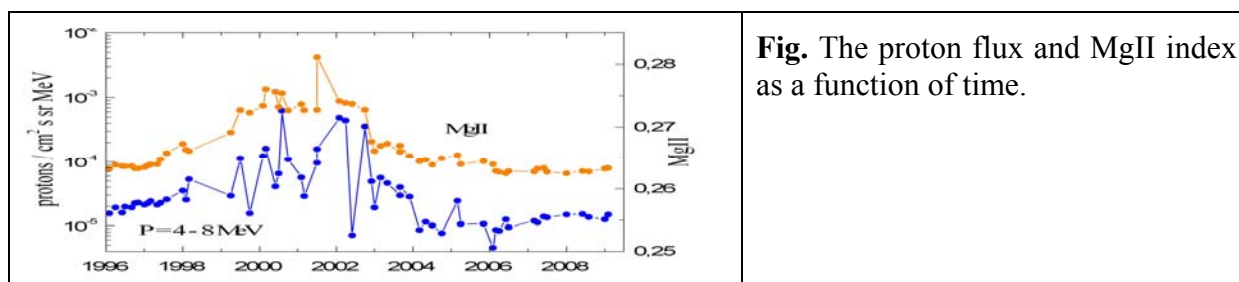 10⁻²
10⁻³
10⁻⁴
10⁻⁵
protons / cm² s sr MeV
0,28
0,27
0,26
0,25
MgII
MgII
P=4-8MeV
1996 1998 2000 2002 2004 2006 2008
Fig. The proton flux and MgII index
as a function of time.